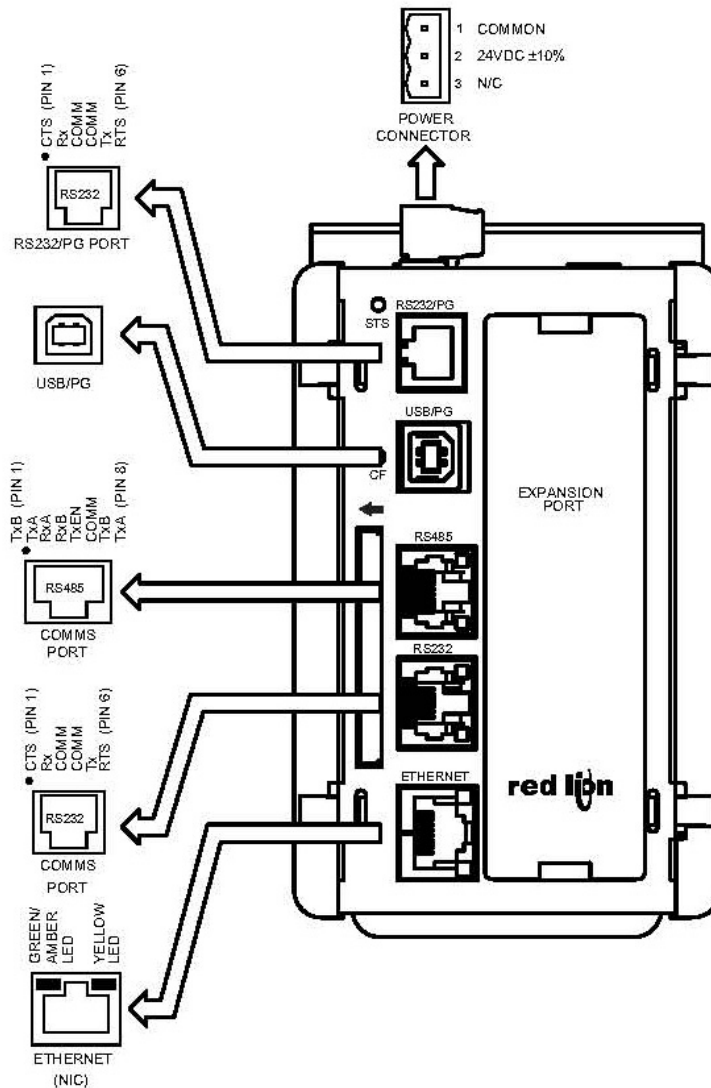 1 COMMON
2 24VDC ±10%
3 N/C
POWER
CONNECTOR
CTS (PIN 1)
Rx
COMM
COMM
Tx
RTS (PIN 6)
RS232
RS232/PG PORT
USB/PG
TxB (PIN 1)
TxA
RxA
RxB
TxEN
COMM
TxB
TxA (PIN 8)
RS485
COMMS
PORT
CTS (PIN 1)
Rx
COMM
COMM
Tx
RTS (PIN 6)
RS232
COMMS
PORT
GREEN/
AMBER
LED
YELLOW
LED
ETHERNET
(NIC)
STS
RS232/PG
USB/PG
CF
RS485
RS232
ETHERNET
EXPANSION
PORT
red lion